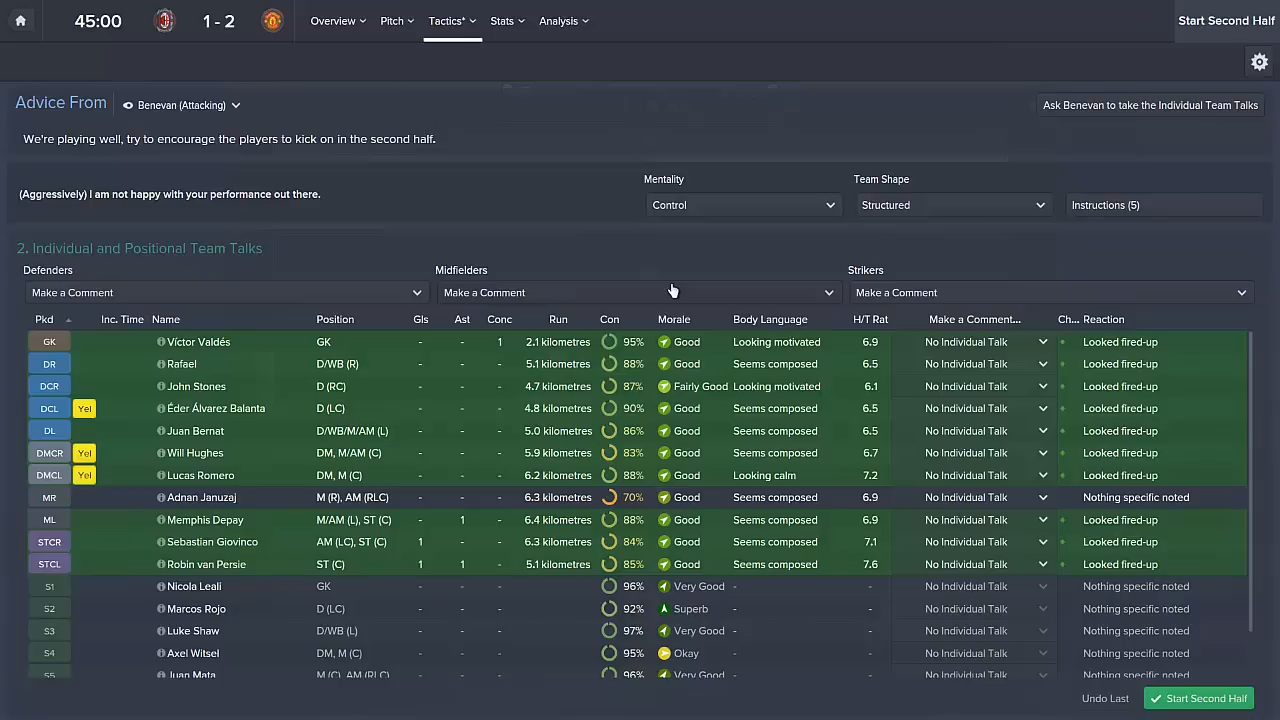 45:00 1 - 2 Overview Pitch Tactics* Stats Analysis Start Second Half
Advice From Benevan (Attacking) Ask Benevan to take the Individual Team Talks
We're playing well, try to encourage the players to kick on in the second half.
Mentality Team Shape
(Aggressively) I am not happy with your performance out there. Control Structured Instructions (5)
2. Individual and Positional Team Talks
Defenders Midfielders Strikers
Make a Comment Make a Comment Make a Comment
Pkd Inc. Time Name Position Gls Ast Conc Run Con Morale Body Language H/T Rat Make a Comment... Ch... Reaction
GK Víctor Valdés GK - - 1 2.1 kilometres 95% Good Looking motivated 6.9 No Individual Talk Looked fired-up
DR Rafael D/WB (R) - - - 5.1 kilometres 88% Good Seems composed 6.5 No Individual Talk Looked fired-up
DCR John Stones D (RC) - - - 4.7 kilometres 87% Fairly Good Looking motivated 6.1 No Individual Talk Looked fired-up
DCL Yel Éder Álvarez Balanta D (LC) - - - 4.8 kilometres 90% Good Seems composed 6.5 No Individual Talk Looked fired-up
DL Juan Bernat D/WB/M/AM (L) - - - 5.0 kilometres 86% Good Seems composed 6.5 No Individual Talk Looked fired-up
DMCR Yel Will Hughes DM, M/AM (C) - - - 5.9 kilometres 83% Good Seems composed 6.7 No Individual Talk Looked fired-up
DMCL Yel Lucas Romero DM, M (C) - - - 6.2 kilometres 88% Good Looking calm 7.2 No Individual Talk Looked fired-up
MR Adnan Januzaj M (R), AM (RLC) - - - 6.3 kilometres 70% Good Seems composed 6.9 No Individual Talk Nothing specific noted
ML Memphis Depay M/AM (L), ST (C) - 1 - 6.4 kilometres 88% Good Seems composed 6.9 No Individual Talk Looked fired-up
STCR Sebastian Giovinco AM (LC), ST (C) 1 - - 6.3 kilometres 84% Good Seems composed 7.1 No Individual Talk Looked fired-up
STCL Robin van Persie ST (C) 1 1 - 5.1 kilometres 85% Good Seems composed 7.6 No Individual Talk Looked fired-up
S1 Nicola Leali GK - - - 96% Very Good - - No Individual Talk Nothing specific noted
S2 Marcos Rojo D (LC) - - - 92% Superb - - No Individual Talk Nothing specific noted
S3 Luke Shaw D/WB (L) - - - 97% Very Good - - No Individual Talk Nothing specific noted
S4 Axel Witsel DM, M (C) - - - 95% Okay - - No Individual Talk Nothing specific noted
S5 Juan Mata M (C), AM (RLC) - - - 96% Very Good - - No Individual Talk Nothing specific noted
Undo Last Start Second Half